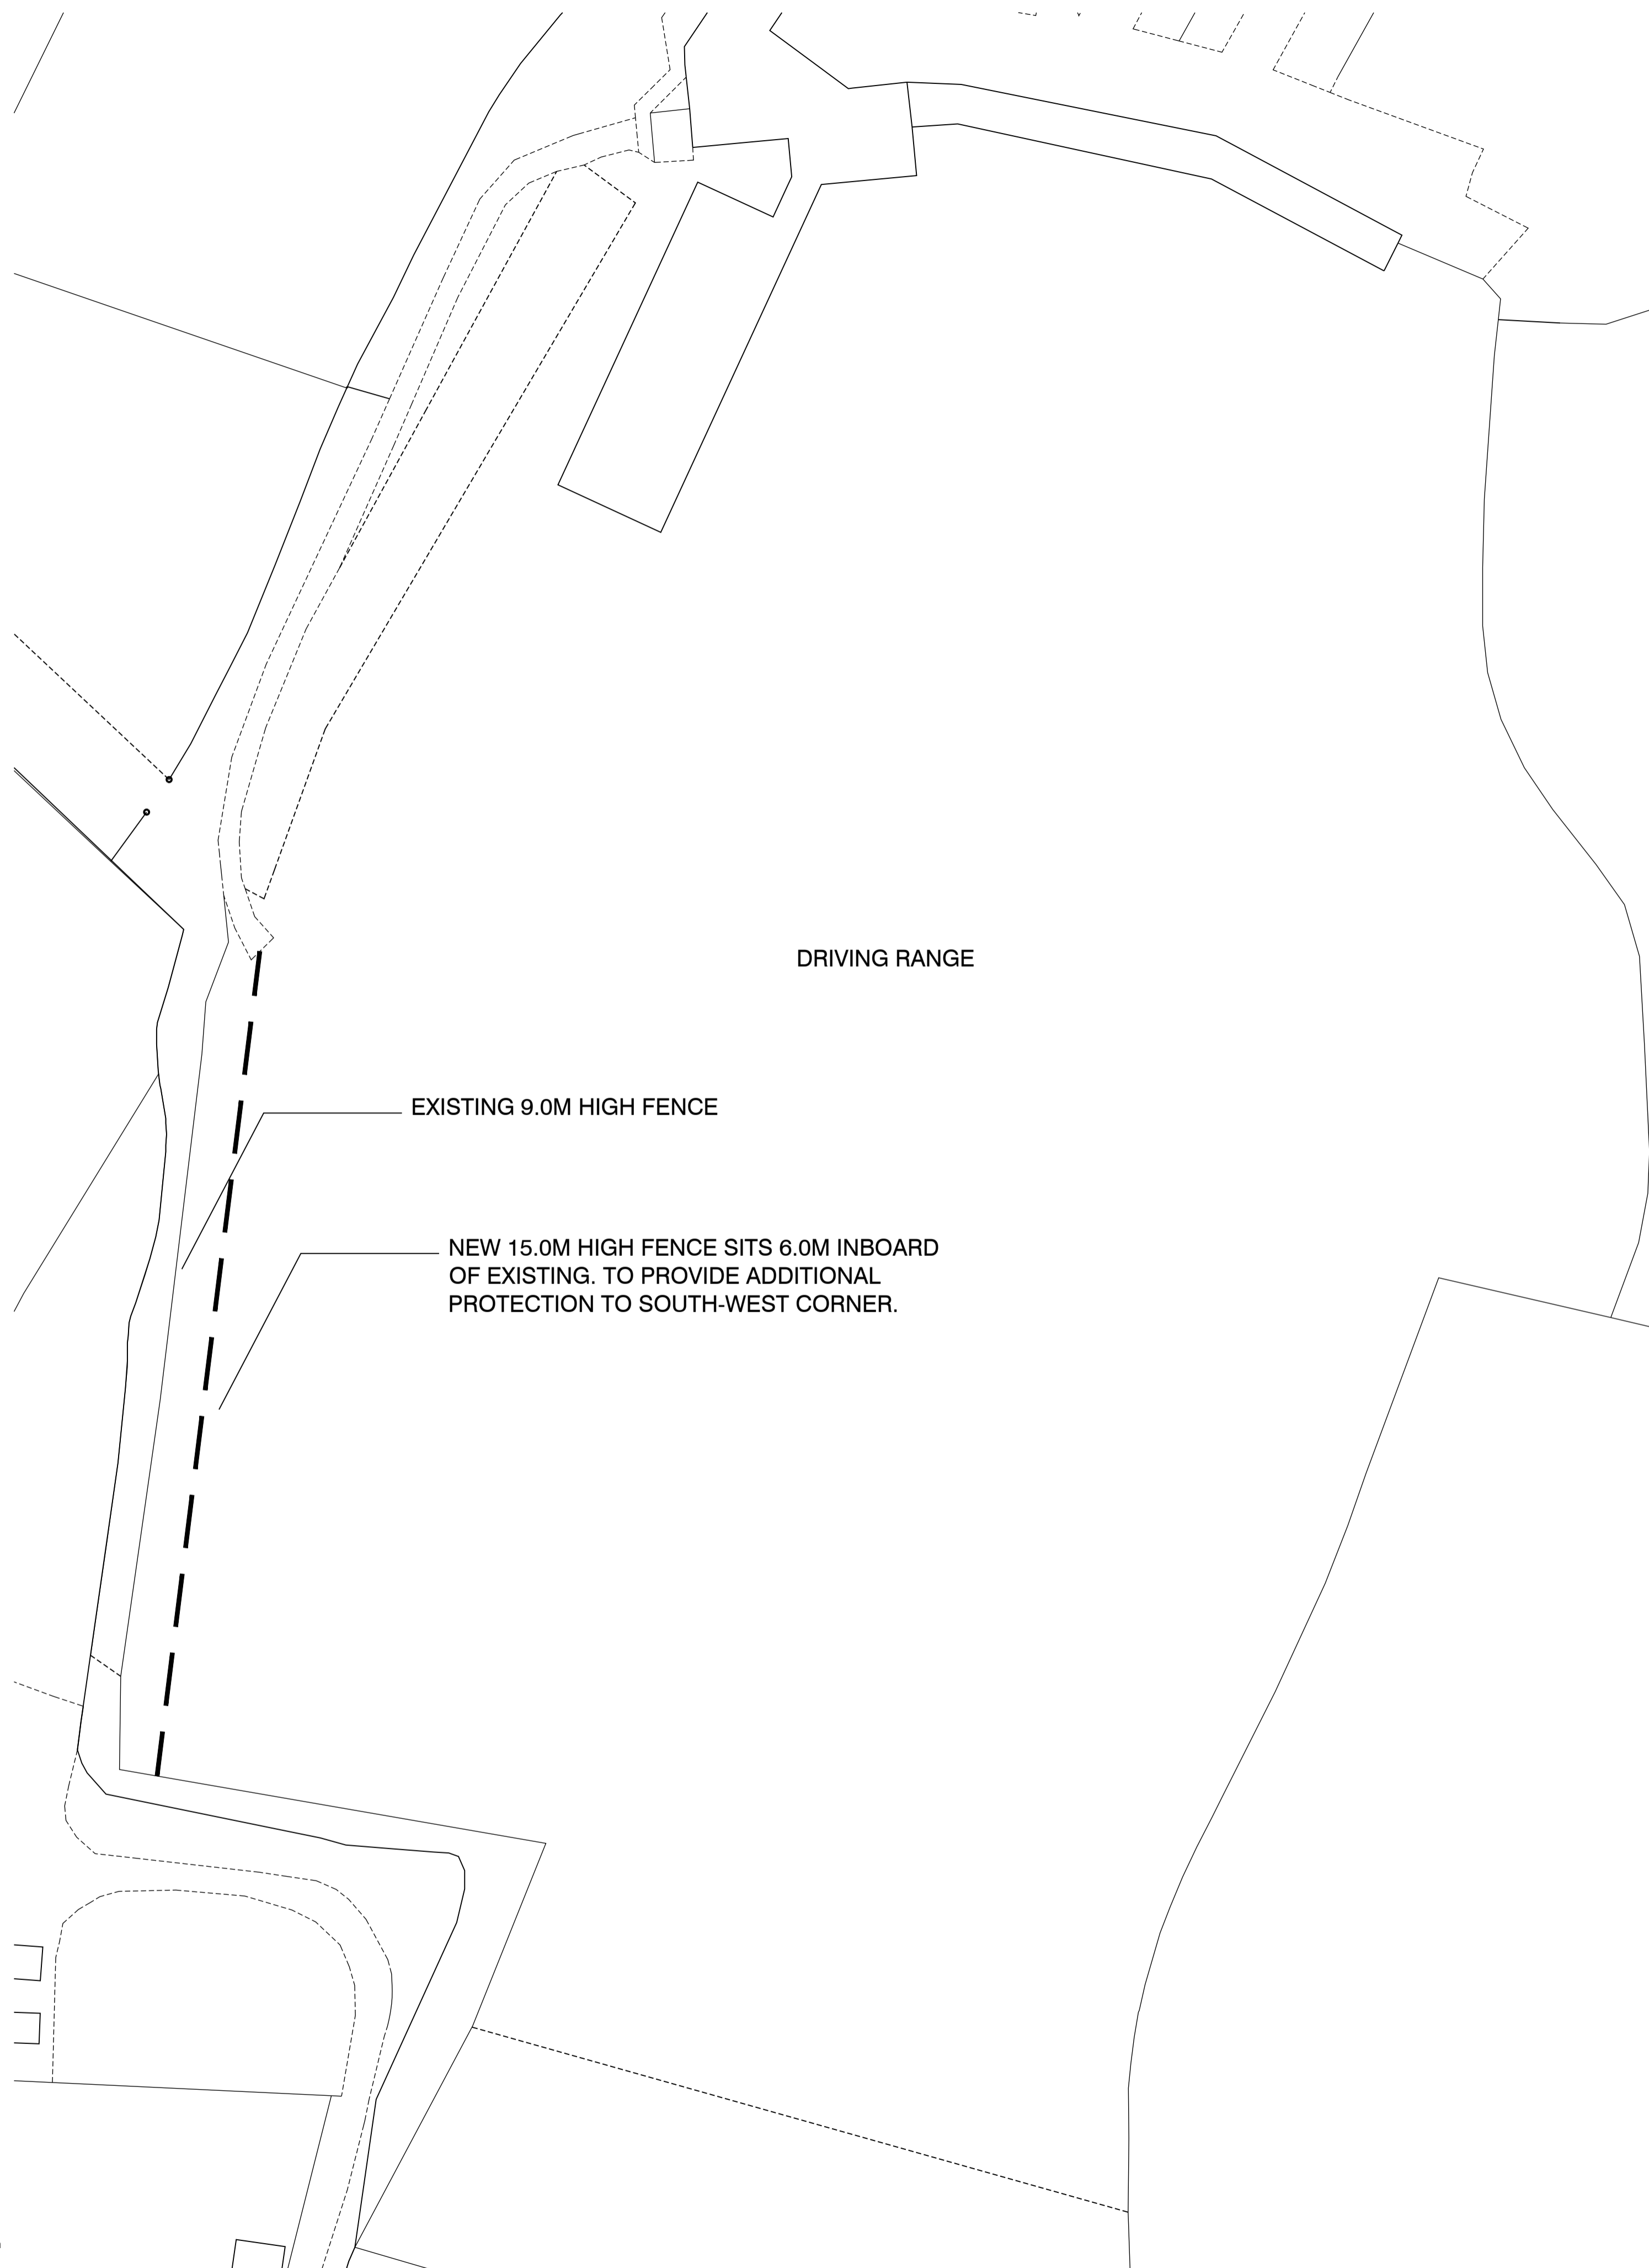 DRIVING RANGE
EXISTING 9.0M HIGH FENCE
NEW 15.0M HIGH FENCE SITS 6.0M INBOARD
OF EXISTING. TO PROVIDE ADDITIONAL
PROTECTION TO SOUTH-WEST CORNER.